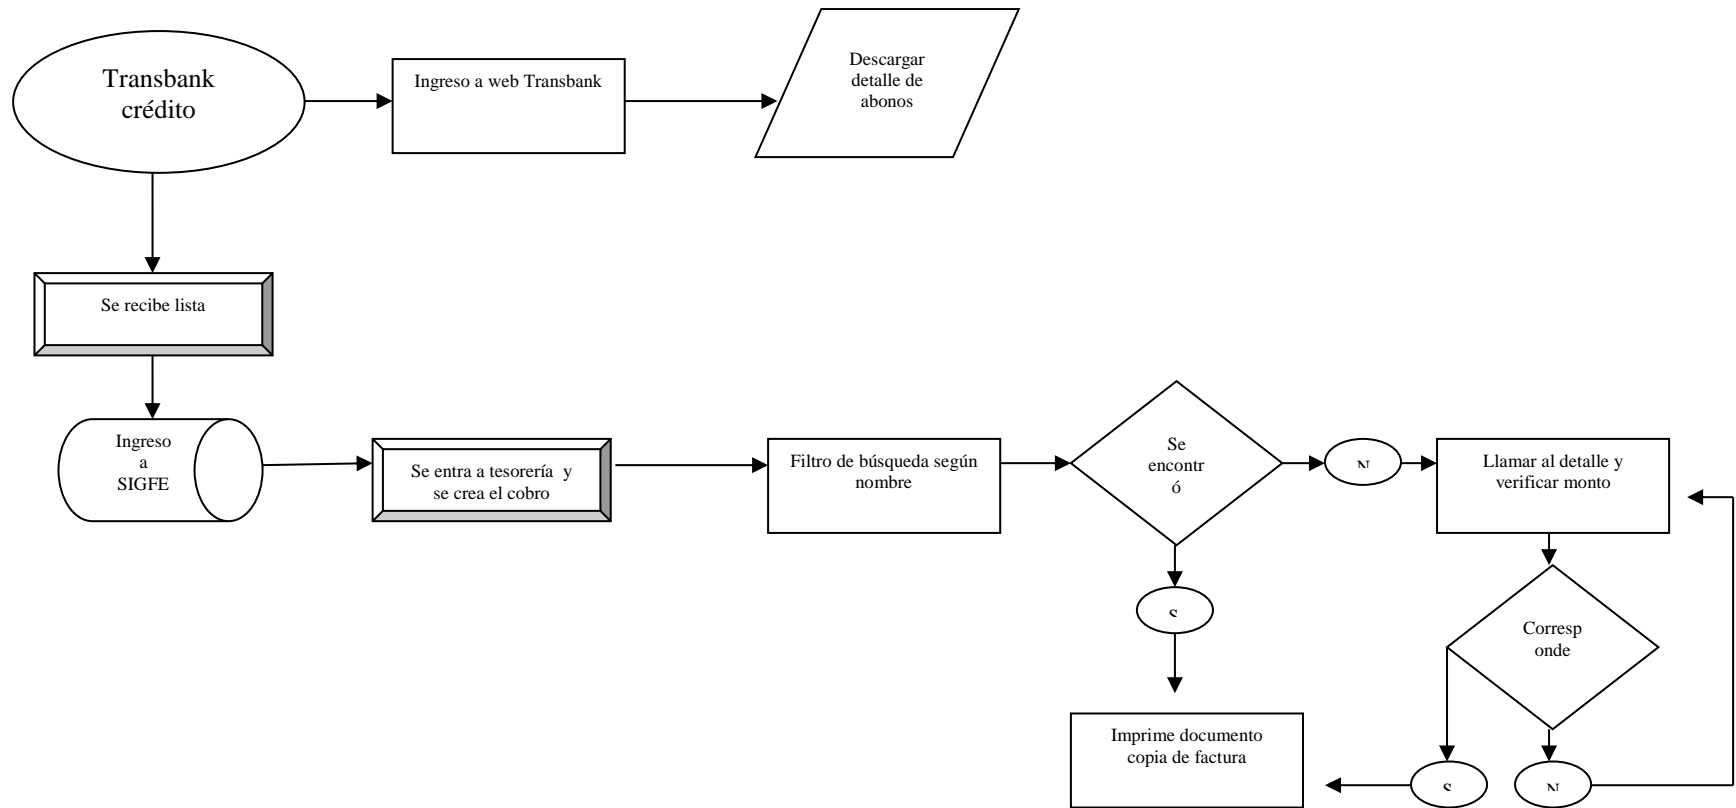 Transbank
crédito
Ingreso a web Transbank
Descargar
detalle de
abonos
Se recibe lista
Ingreso
a
SIGFE
Se entra a tesorería y
se crea el cobro
Filtro de búsqueda según
nombre
Se
encontr
ó
N
Llamar al detalle y
verificar monto
S
Corresp
onde
Imprime documento
copia de factura
S
N